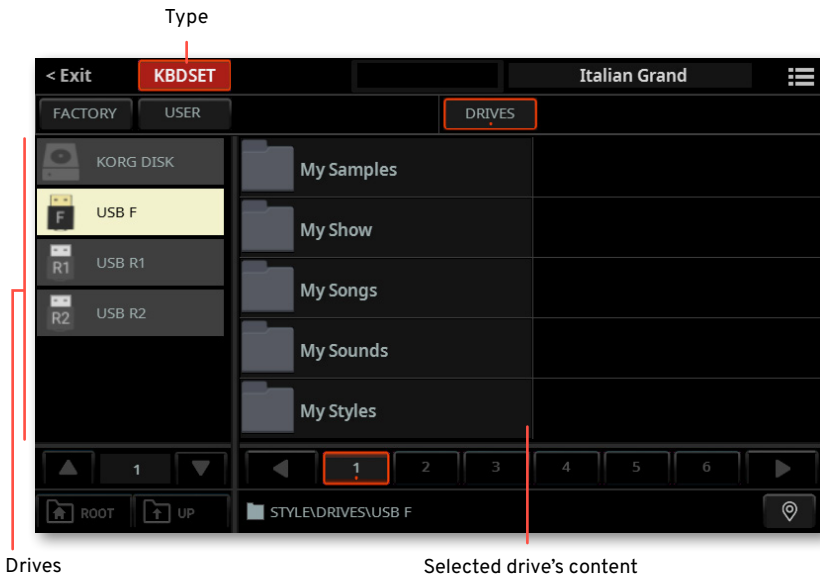 Type
< Exit
KBDSET
Italian Grand
FACTORY
USER
DRIVES
KORG DISK
F
USB F
R1
USB R1
R2
USB R2
My Samples
My Show
My Songs
My Sounds
My Styles
1
1
2
3
4
5
6
ROOT
UP
STYLE\DRIVES\USB F
Drives
Selected drive's content